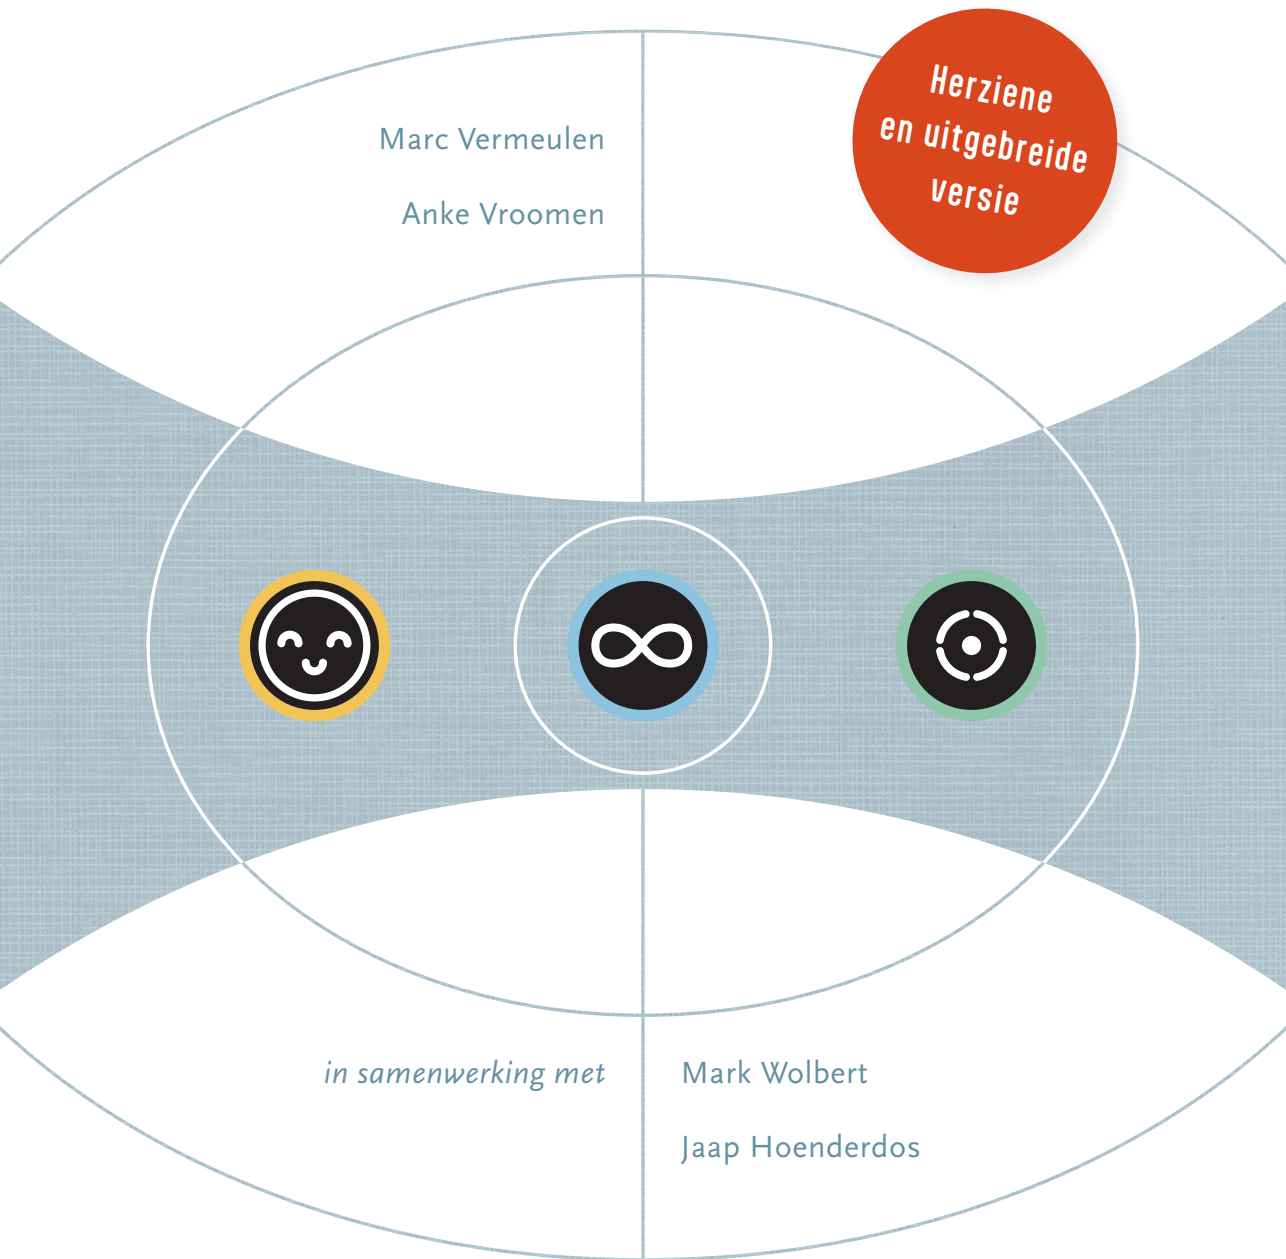 Marc Vermeulen
Anke Vroomen
Herziene
en uitgebreide
versie
in samenwerking met
Mark Wolbert
Jaap Hoenderdos